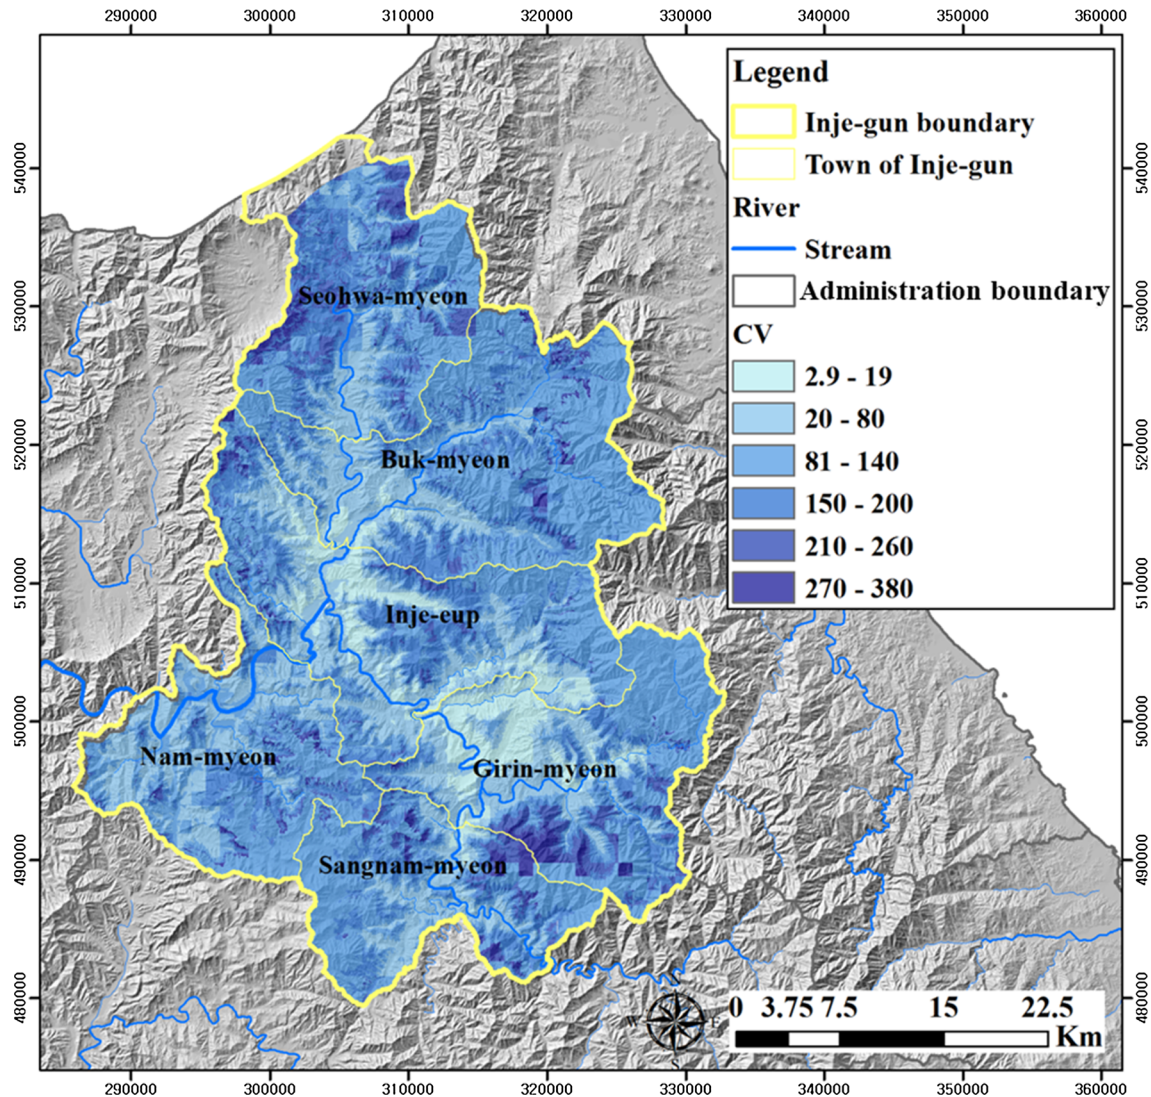 290000 300000 310000 320000 330000 340000 350000 360000
Legend
Inje-gun boundary
Town of Inje-gun
River
Stream
Administration boundary
CV
2.9 - 19
20 - 80
81 - 140
150 - 200
210 - 260
270 - 380
540000
530000
520000
510000
500000
490000
480000
540000
530000
520000
510000
500000
490000
480000
Seohwa-myeon
Buk-myeon
Inje-eup
Nam-myeon
Girin-myeon
Sangnam-myeon
N
0 3.75 7.5 15 22.5
Km
290000 300000 310000 320000 330000 340000 350000 360000